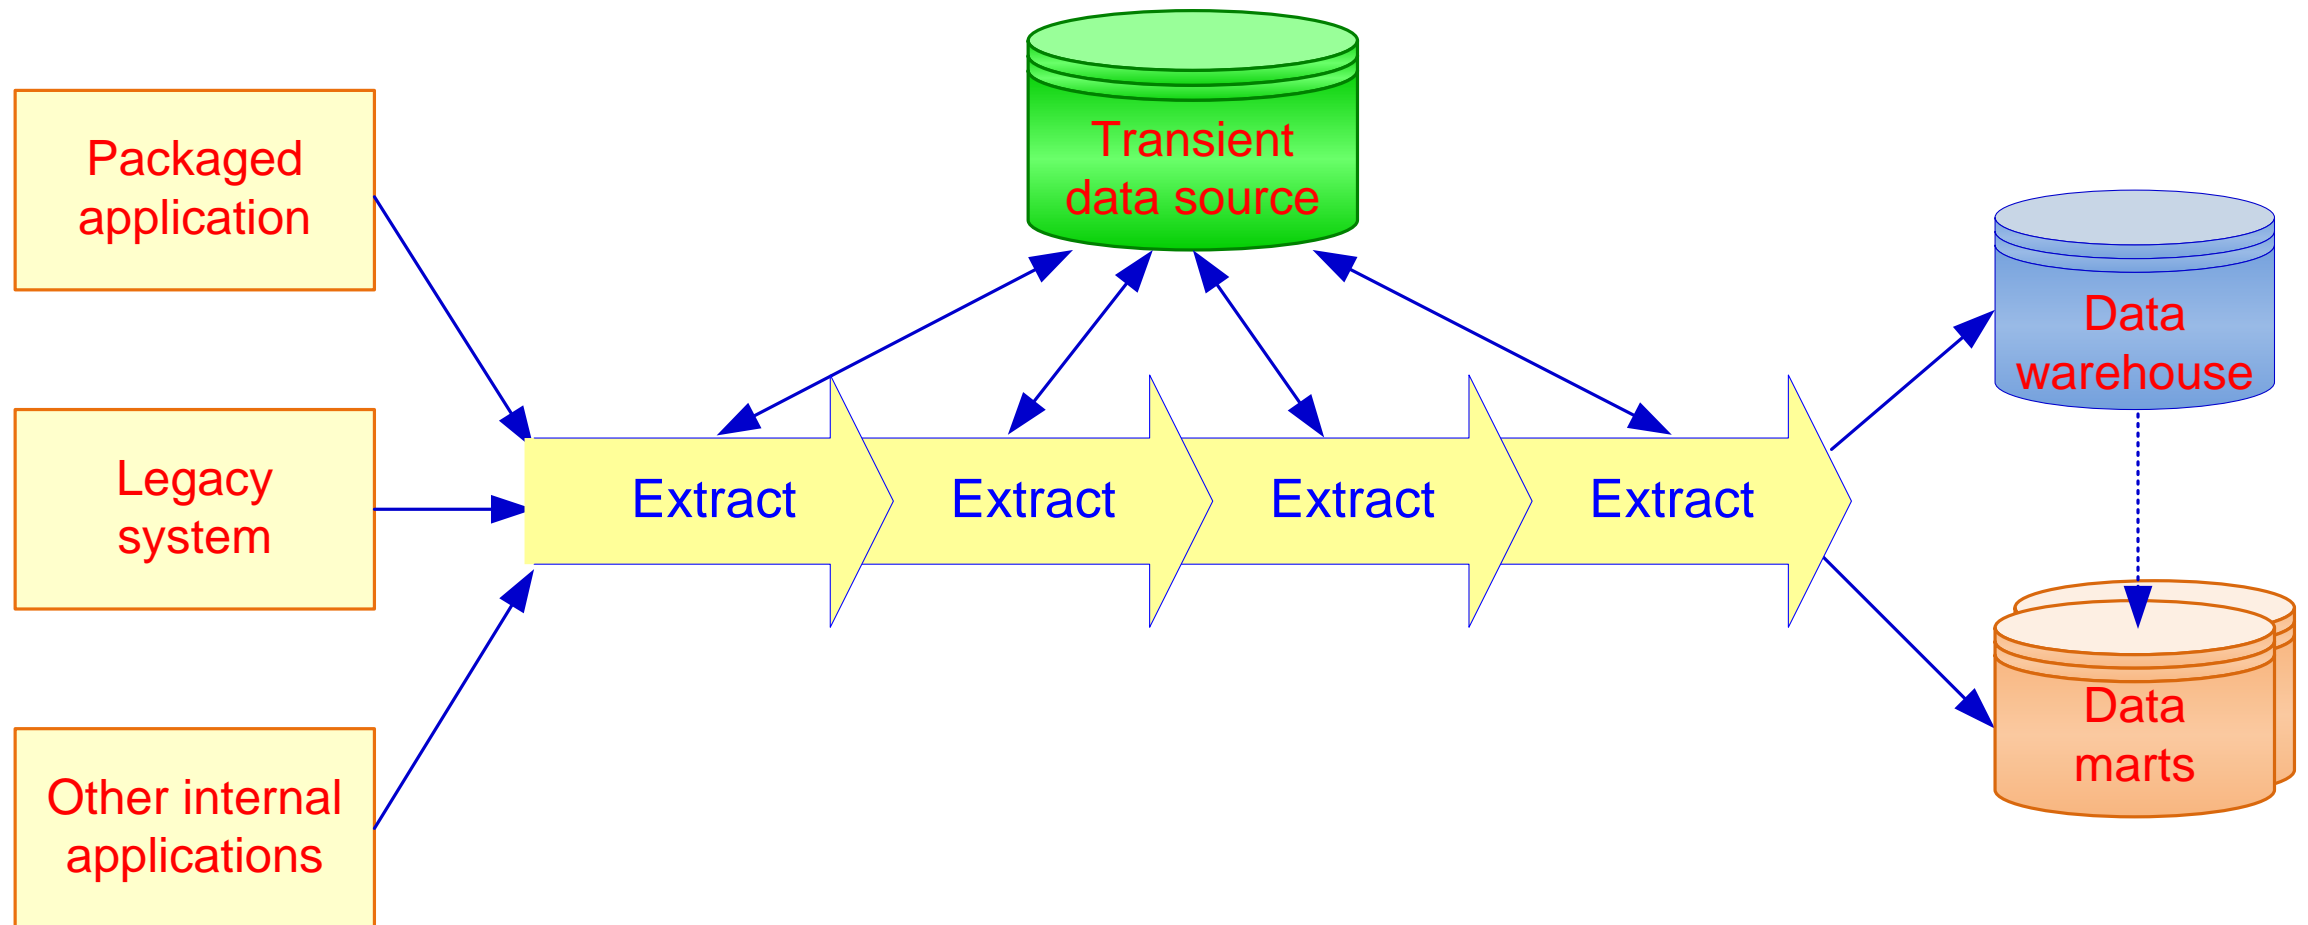 Transient
data source
Packaged
application
Legacy
system
Other internal
applications
Extract
Extract
Extract
Extract
Data
warehouse
Data
marts